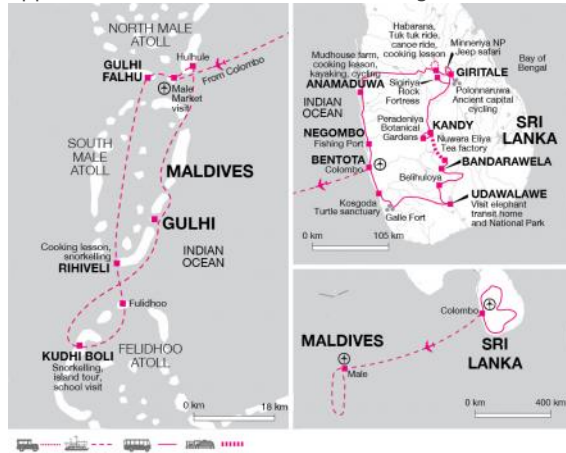 NORTH MALE
ATOLL
Hulhule
GULHI
FALHU
From Colombo
Male
Market
visit
SOUTH
MALE
ATOLL
MALDIVES
GULHI
INDIAN
OCEAN
Cooking lesson,
snorkelling
RIHIVELI
Fulidhoo
KUDHI BOLI
Snorkelling,
island tour,
school visit
FELIDHOO
ATOLL
0 km
18 km
Habarana,
Tuk tuk ride,
canoe ride,
cooking lesson
Minneriya NP
Jeep safari
Bay of
Bengal
Mudhouse farm,
cooking lesson,
kayaking, cycling
ANAMADUWA
GIRITALE
Sigiriya
Rock
Fortress
Polonnaruwa
Ancient capital
cycling
INDIAN
OCEAN
Peradeniya
Botanical
Gardens
KANDY
SRI
LANKA
NEGOMBO
Fishing Port
Nuwara Eliya
Tea factory
BENTOTA
Colombo
BANDARAWELA
Belihuloya
UDAWALAWE
Visit elephant
transit home
and National Park
Kosgoda
Turtle sanctuary
Galle Fort
0 km
105 km
Colombo
MALDIVES
SRI
LANKA
Male
0 km
400 km